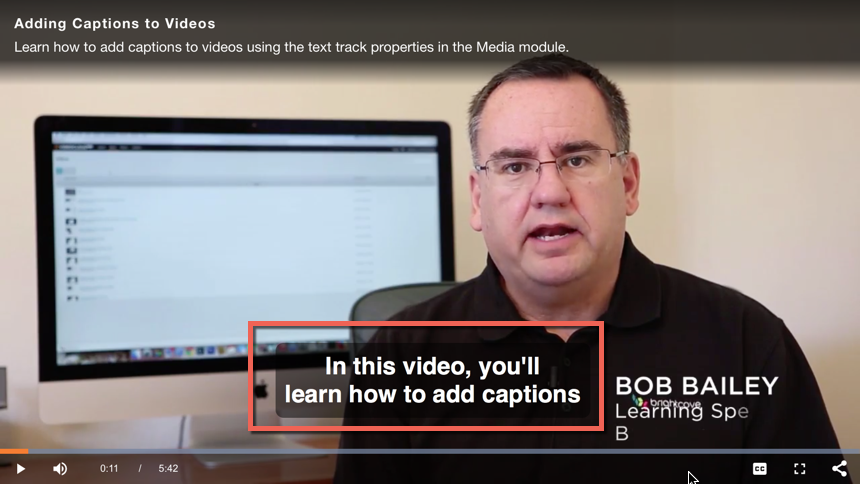 Adding Captions to Videos
Learn how to add captions to videos using the text track properties in the Media module.
In this video, you'll
learn how to add captions
BOB BAILEY
brightcove
Learning Spe
B
0:11 / 5:42
CC